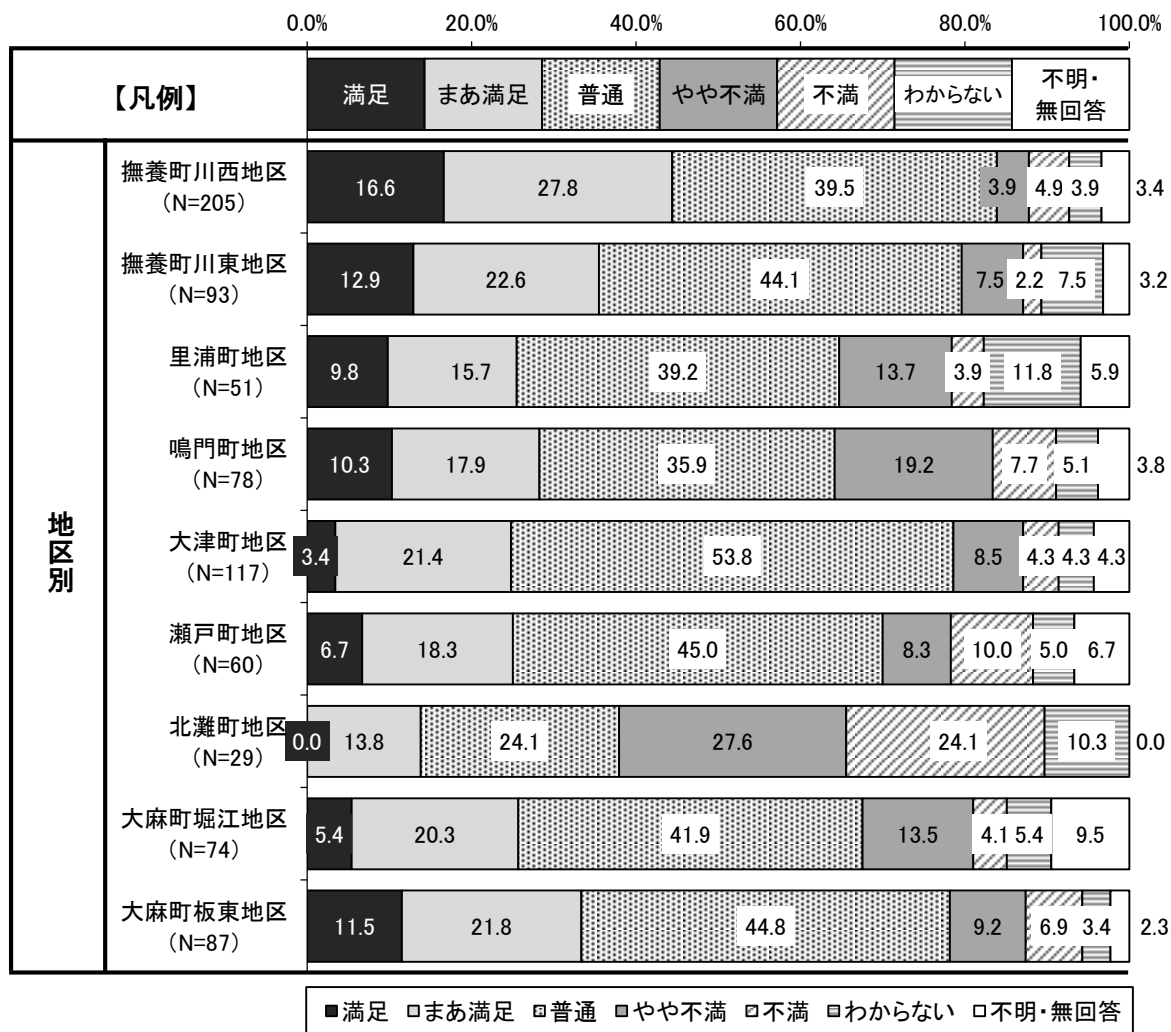 0.0% 20.0% 40.0% 60.0% 80.0% 100.0%
【凡例】 満足 まあ満足 普通 やや不満 不満 わからない 不明・
無回答
地区別
撫養町川西地区
(N=205)
16.6 27.8 39.5 3.9 4.9 3.9 3.4
撫養町川東地区
(N=93)
12.9 22.6 44.1 7.5 2.2 7.5 3.2
里浦町地区
(N=51)
9.8 15.7 39.2 13.7 3.9 11.8 5.9
鳴門町地区
(N=78)
10.3 17.9 35.9 19.2 7.7 5.1 3.8
大津町地区
(N=117)
3.4 21.4 53.8 8.5 4.3 4.3 4.3
瀬戸町地区
(N=60)
6.7 18.3 45.0 8.3 10.0 5.0 6.7
北灘町地区
(N=29)
0.0 13.8 24.1 27.6 24.1 10.3 0.0
大麻町堀江地区
(N=74)
5.4 20.3 41.9 13.5 4.1 5.4 9.5
大麻町板東地区
(N=87)
11.5 21.8 44.8 9.2 6.9 3.4 2.3
満足 まあ満足 普通 やや不満 不満 わからない 不明・無回答